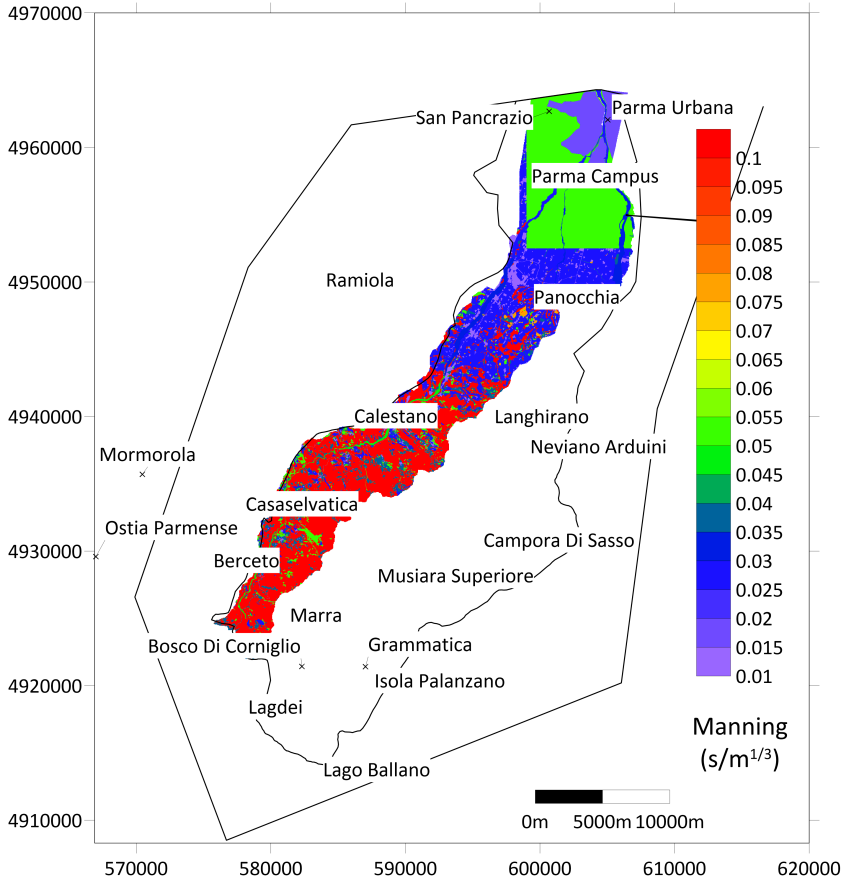 4970000
San Pancrazio
Parma Urbana
4960000
0.1
Parma Campus
0.095
0.09
0.085
4950000
Ramiola
0.08
Panocchia
0.075
0.07
0.065
0.06
4940000
Calestano
Langhirano
0.055
Neviano Arduini
0.05
Mormorola
0.045
Casaselvatica
0.04
Ostia Parmense
0.035
Campora Di Sasso
4930000
Berceto
0.03
Musiara Superiore
0.025
Marra
0.02
Bosco Di Corniglio
Grammatica
0.015
0.01
4920000
Isola Palanzano
Lagdei
Manning
(s/m1/3)
Lago Ballano
4910000
0m
5000m
10000m
570000
580000
590000
600000
610000
620000